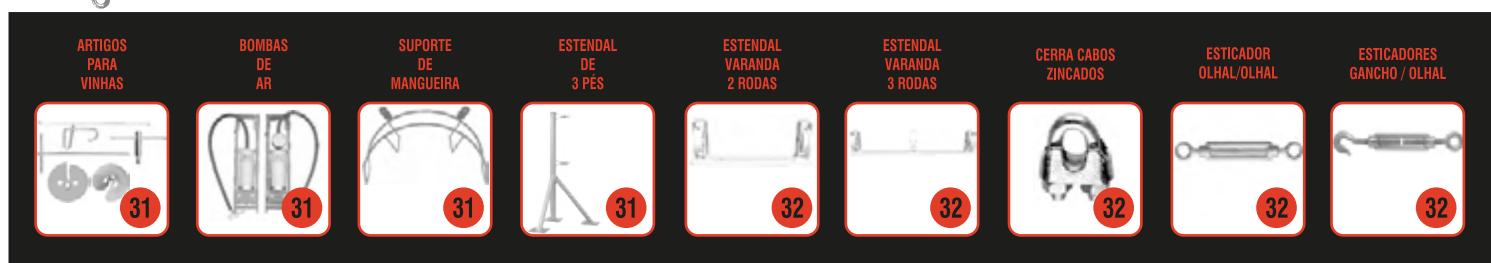 ARTIGOS
PARA
VINHAS
31
BOMBAS
DE
AR
31
SUPORTE
DE
MANGUEIRA
31
ESTENDAL
DE
3 PÉS
31
ESTENDAL
VARANDA
2 RODAS
32
ESTENDAL
VARANDA
3 RODAS
32
CERRA CABOS
ZINCADOS
32
ESTICADOR
OLHAL/OLHAL
32
ESTICADORES
GANCHO / OLHAL
32